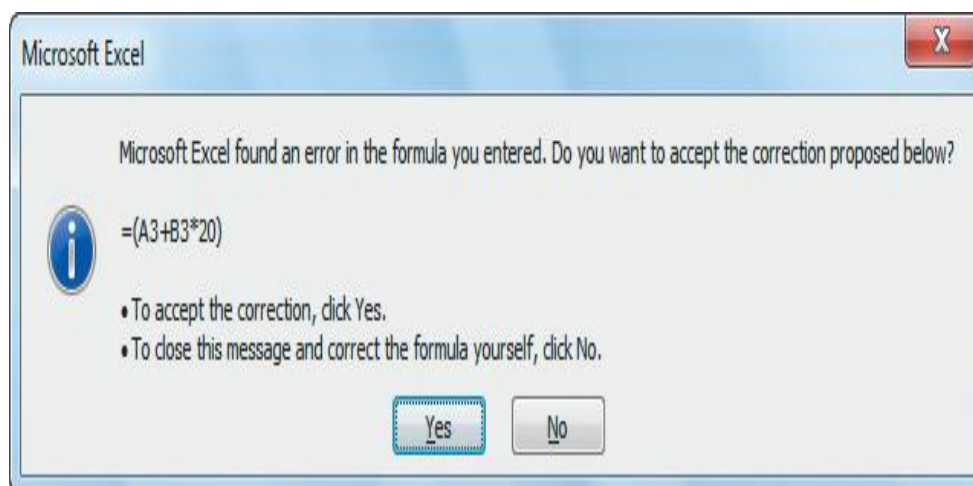 Microsoft Excel
X
Microsoft Excel found an error in the formula you entered. Do you want to accept the correction proposed below?
=(A3+B3*20)
• To accept the correction, click Yes.
• To close this message and correct the formula yourself, click No.
Yes No